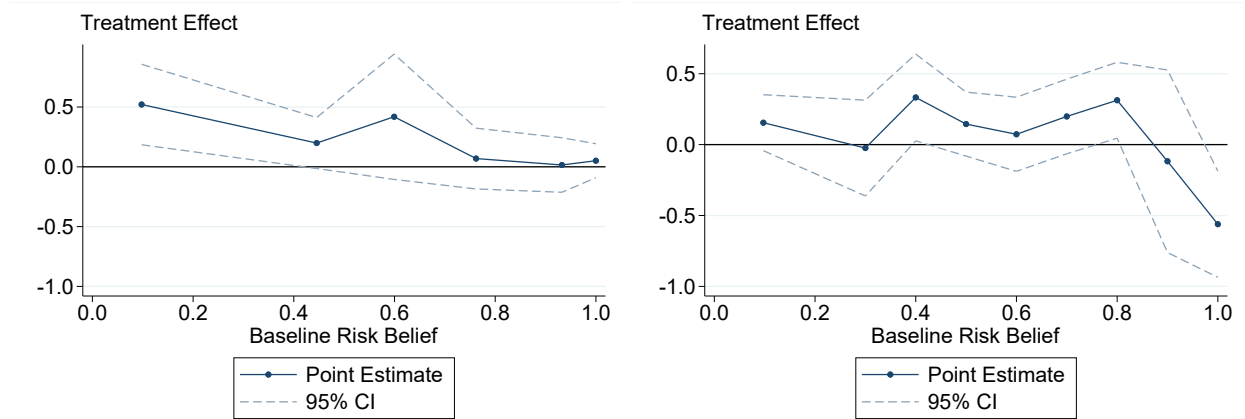 Treatment Effect
0.5
0.0
-0.5
-1.0
0.0 0.2 0.4 0.6 0.8 1.0
Baseline Risk Belief
Point Estimate
95% CI
Treatment Effect
0.5
0.0
-0.5
-1.0
0.0 0.2 0.4 0.6 0.8 1.0
Baseline Risk Belief
Point Estimate
95% CI